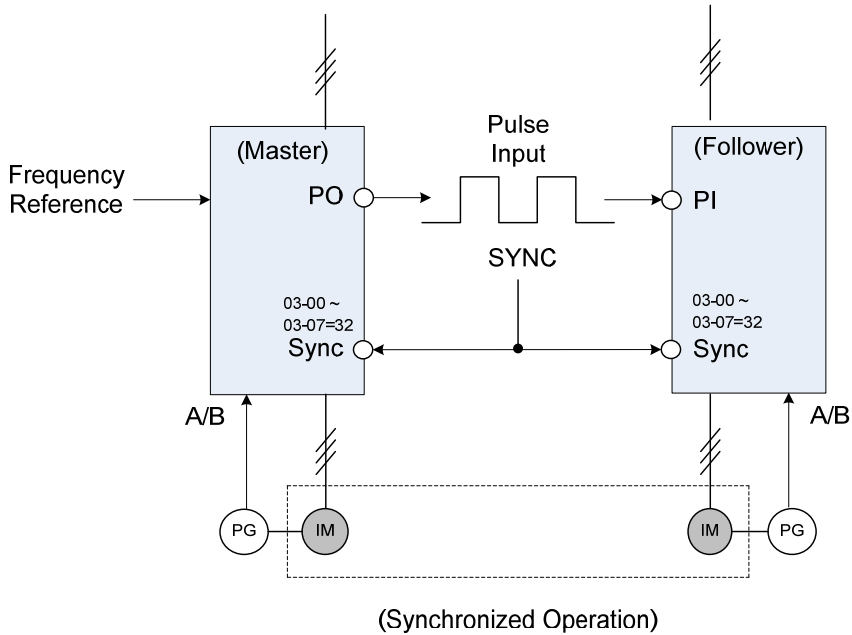 (Master)
Pulse
Input
(Follower)
Frequency
Reference
PO
PI
SYNC
03-00 ~
03-07=32
Sync
03-00 ~
03-07=32
Sync
A/B
A/B
PG
IM
IM
PG
(Synchronized Operation)